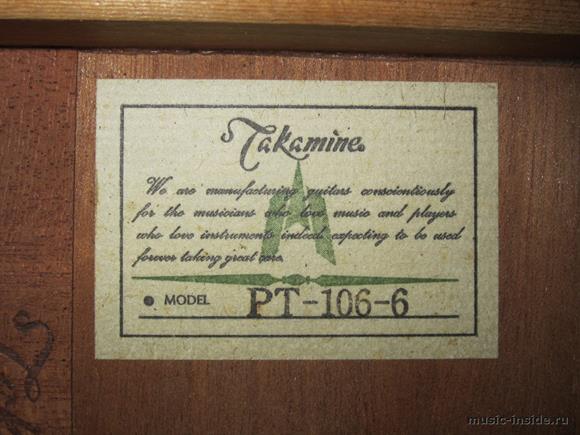 Takamine
We are manufacturing guitars conscientiously
for the musicians who love music and players
who love instruments indeed, expecting to be used
forever taking great care.
MODEL PT-106-6
music-inside.ru